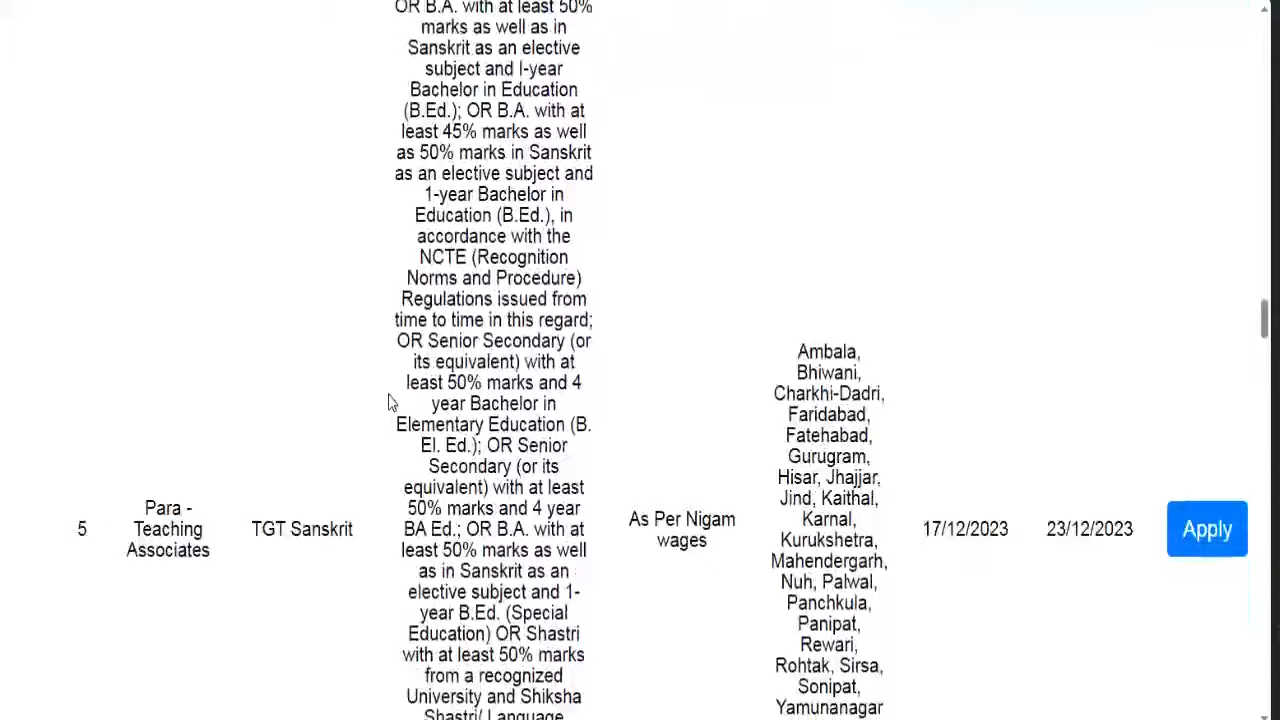 OR B.A. with at least 50%
marks as well as in
Sanskrit as an elective
subject and I-year
Bachelor in Education
(B.Ed.); OR B.A. with at
least 45% marks as well
as 50% marks in Sanskrit
as an elective subject and
1-year Bachelor in
Education (B.Ed.), in
accordance with the
NCTE (Recognition
Norms and Procedure)
Regulations issued from
time to time in this regard;
OR Senior Secondary (or
its equivalent) with at
least 50% marks and 4
year Bachelor in
Elementary Education (B.
El. Ed.); OR Senior
Secondary (or its
equivalent) with at least
50% marks and 4 year
BA Ed.; OR B.A. with at
least 50% marks as well
as in Sanskrit as an
elective subject and 1-
year B.Ed. (Special
Education) OR Shastri
with at least 50% marks
from a recognized
University and Shiksha
Shastri/ Language
5
Para -
Teaching
Associates
TGT Sanskrit
As Per Nigam
wages
Ambala,
Bhiwani,
Charkhi-Dadri,
Faridabad,
Fatehabad,
Gurugram,
Hisar, Jhajjar,
Jind, Kaithal,
Karnal,
Kurukshetra,
Mahendergarh,
Nuh, Palwal,
Panchkula,
Panipat,
Rewari,
Rohtak, Sirsa,
Sonipat,
Yamunanagar
17/12/2023
23/12/2023
Apply